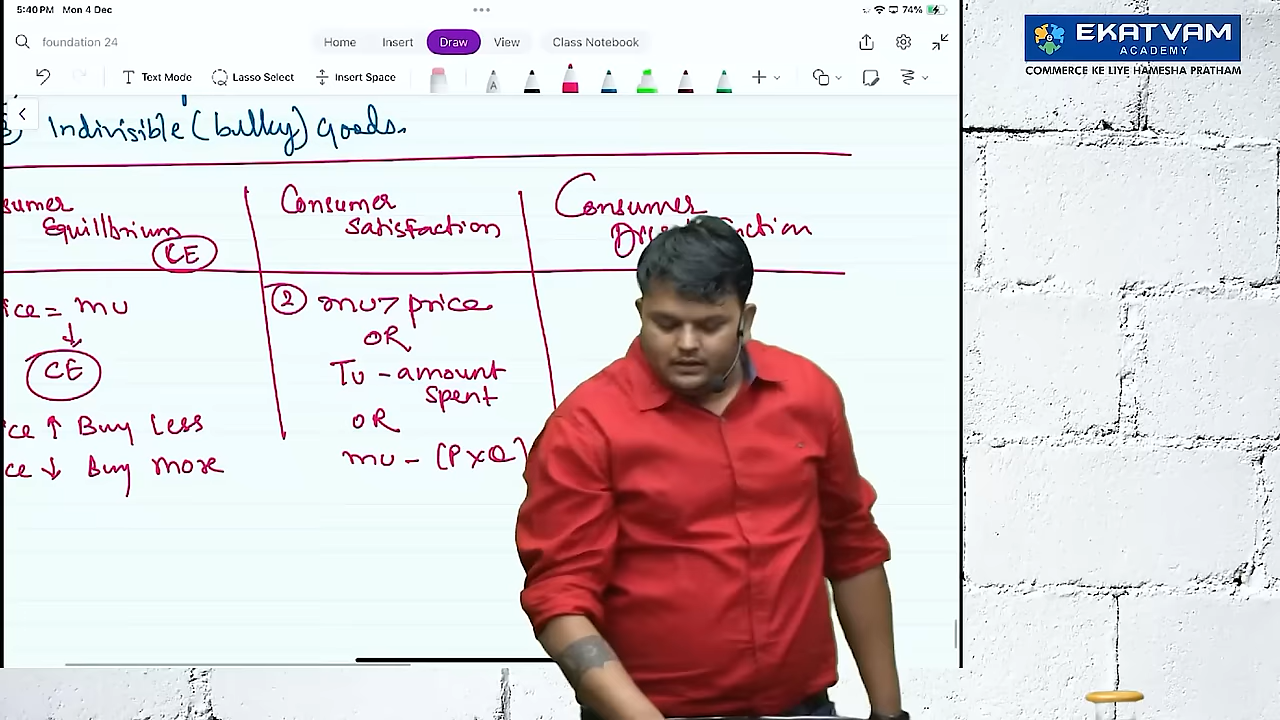 5:40 PM Mon 4 Dec
74%
foundation 24
Home Insert Draw View Class Notebook
Text Mode Lasso Select Insert Space
EKATVAM
ACADEMY
COMMERCE KE LIYE HAMESHA PRATHAM
3) Indivisible (bulky) goods.
sumer
Equillbrium
CE
ice = mu
CE
ce ↑ Buy Less
ce ↓ Buy more
Consumer
Satisfaction
② mu > price
OR
Tu - amount
spent
OR
mu - (P x Q)
Consumer